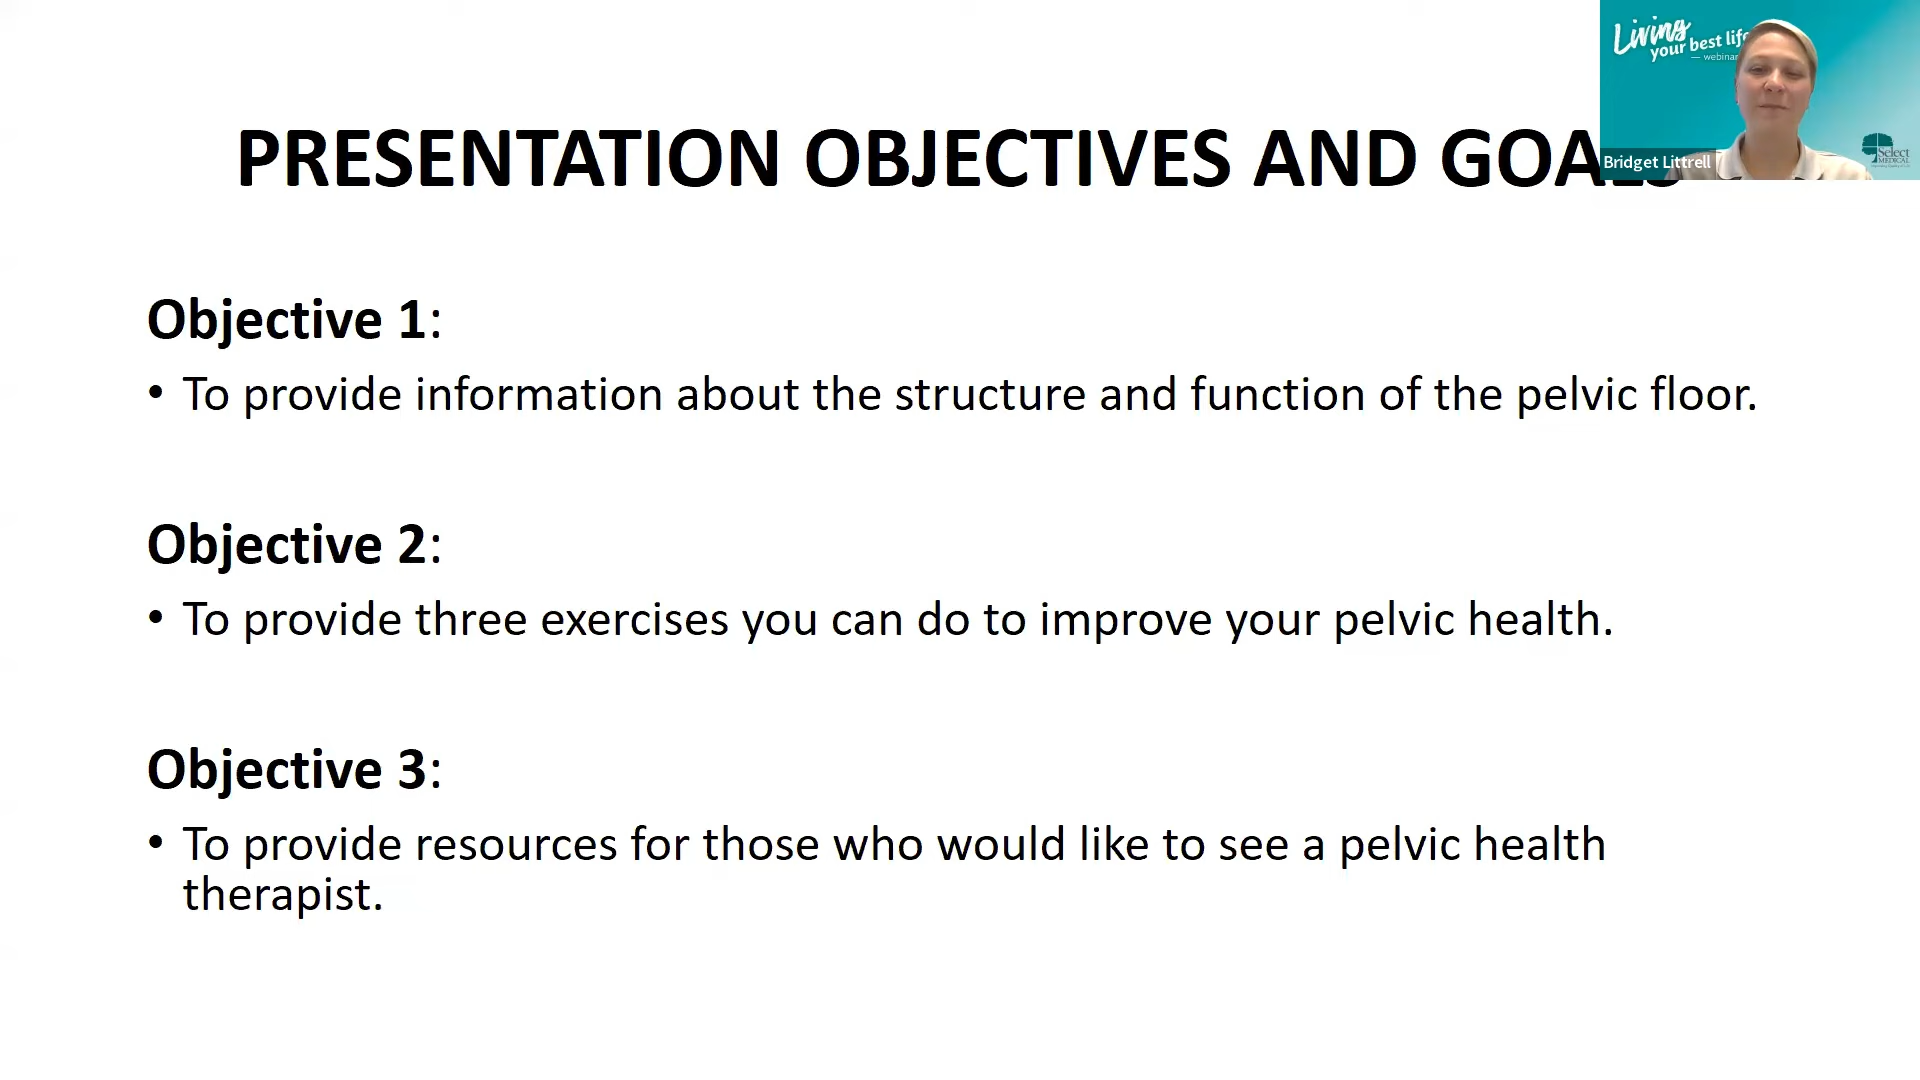 Living
your best life
— webinar
Select
MEDICAL
Bridget Littrell
PRESENTATION OBJECTIVES AND GOALS
Objective 1:
• To provide information about the structure and function of the pelvic floor.
Objective 2:
• To provide three exercises you can do to improve your pelvic health.
Objective 3:
• To provide resources for those who would like to see a pelvic health
therapist.